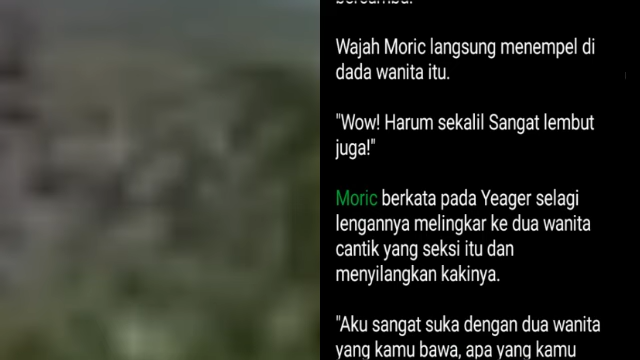 Wajah Moric langsung menempel di
dada wanita itu.
"Wow! Harum sekalil Sangat lembut
juga!"
Moric berkata pada Yeager selagi
lengannya melingkar ke dua wanita
cantik yang seksi itu dan
menyilangkan kakinya.
"Aku sangat suka dengan dua wanita
yang kamu bawa, apa yang kamu